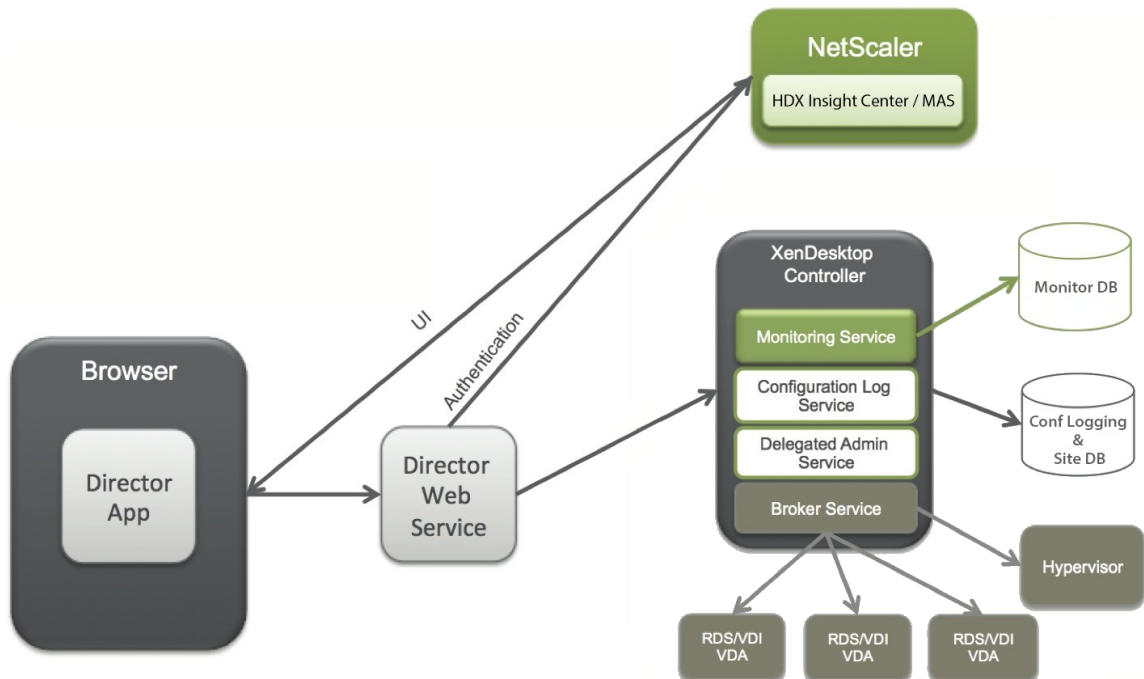 NetScaler
HDX Insight Center / MAS
UI
Authentication
XenDesktop
Controller
Monitoring Service
Configuration Log
Service
Delegated Admin
Service
Broker Service
Monitor DB
Conf Logging
&
Site DB
Browser
Director
App
Director
Web
Service
Hypervisor
RDS/VDI
VDA
RDS/VDI
VDA
RDS/VDI
VDA